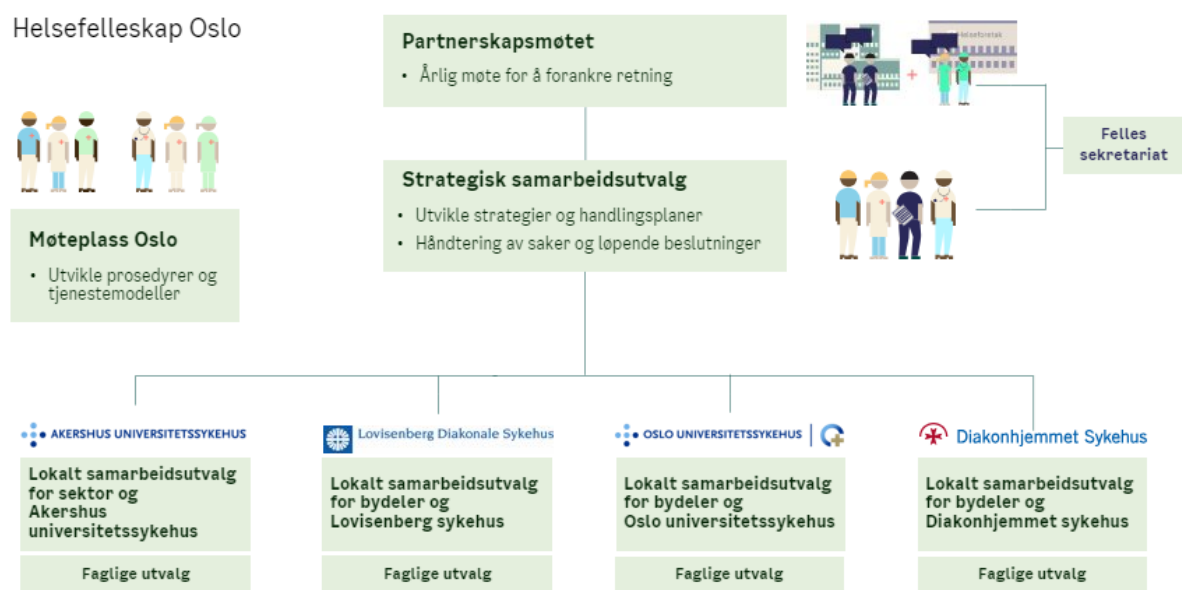 Helsefelleskap Oslo
Partnerskapsmøtet
• Årlig møte for å forankre retning
Helseforetak
Felles
sekretariat
Strategisk samarbeidsutvalg
• Utvikle strategier og handlingsplaner
• Håndtering av saker og løpende beslutninger
Møteplass Oslo
• Utvikle prosedyrer og
tjenestemodeller
AKERSHUS UNIVERSITETSSYKEHUS
Lovisenberg Diakonale Sykehus
OSLO UNIVERSITETSSYKEHUS
Diakonhjemmet Sykehus
Lokalt samarbeidsutvalg
for sektor og
Akershus
universitetssykehus
Lokalt samarbeidsutvalg
for bydeler og
Lovisenberg sykehus
Lokalt samarbeidsutvalg
for bydeler og
Oslo universitetssykehus
Lokalt samarbeidsutvalg
for bydeler og
Diakonhjemmet sykehus
Faglige utvalg
Faglige utvalg
Faglige utvalg
Faglige utvalg